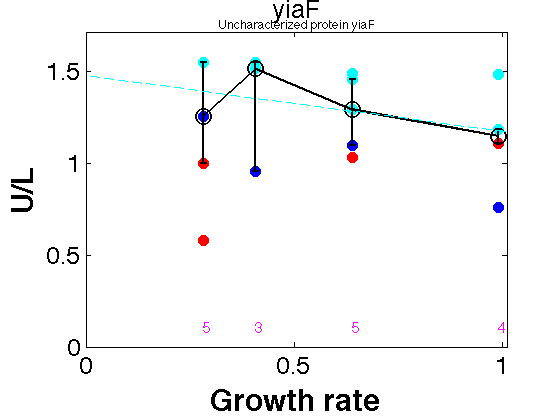 yiaF
Uncharacterized protein yiaF
U/L
1.5
1
0.5
0
5 3 5 4
0 0.5 1
Growth rate